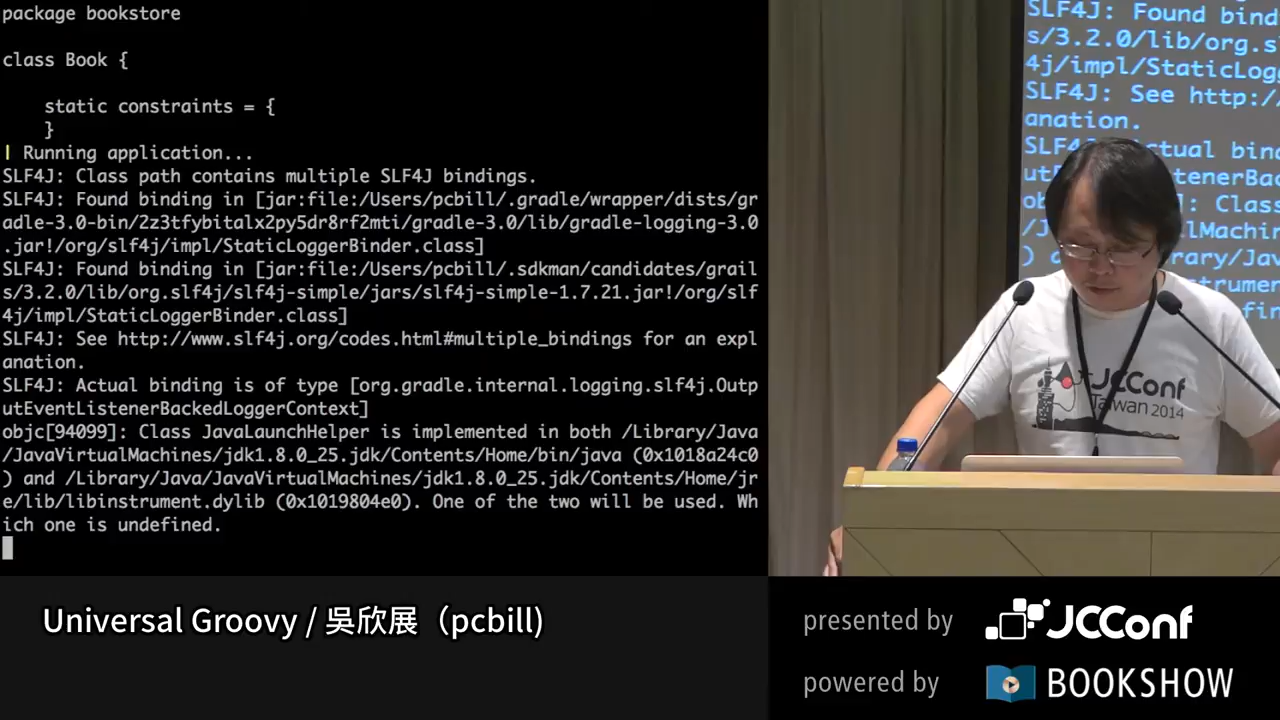 package bookstore
class Book {
static constraints = {
}
| Running application...
SLF4J: Class path contains multiple SLF4J bindings.
SLF4J: Found binding in [jar:file:/Users/pcbill/.gradle/wrapper/dists/gr
adle-3.0-bin/2z3tfybitalx2py5dr8rf2mti/gradle-3.0/lib/gradle-logging-3.0
.jar!/org/slf4j/impl/StaticLoggerBinder.class]
SLF4J: Found binding in [jar:file:/Users/pcbill/.sdkman/candidates/grail
s/3.2.0/lib/org.slf4j/slf4j-simple/jars/slf4j-simple-1.7.21.jar!/org/slf
4j/impl/StaticLoggerBinder.class]
SLF4J: See http://www.slf4j.org/codes.html#multiple_bindings for an expl
anation.
SLF4J: Actual binding is of type [org.gradle.internal.logging.slf4j.Outp
utEventListenerBackedLoggerContext]
objc[94099]: Class JavaLaunchHelper is implemented in both /Library/Java
/JavaVirtualMachines/jdk1.8.0_25.jdk/Contents/Home/bin/java (0x1018a24c0
) and /Library/Java/JavaVirtualMachines/jdk1.8.0_25.jdk/Contents/Home/jr
e/lib/libinstrument.dylib (0x1019804e0). One of the two will be used. Wh
ich one is undefined.
SLF4J: Found bind
s/3.2.0/lib/org.s
4j/impl/StaticLogg
SLF4J: See http:/
anation.
SLF4J: Actual bind
JCConf
Taiwan 2014
Universal Groovy / 吳欣展（pcbill)
presented by JCConf
powered by BOOKSHOW